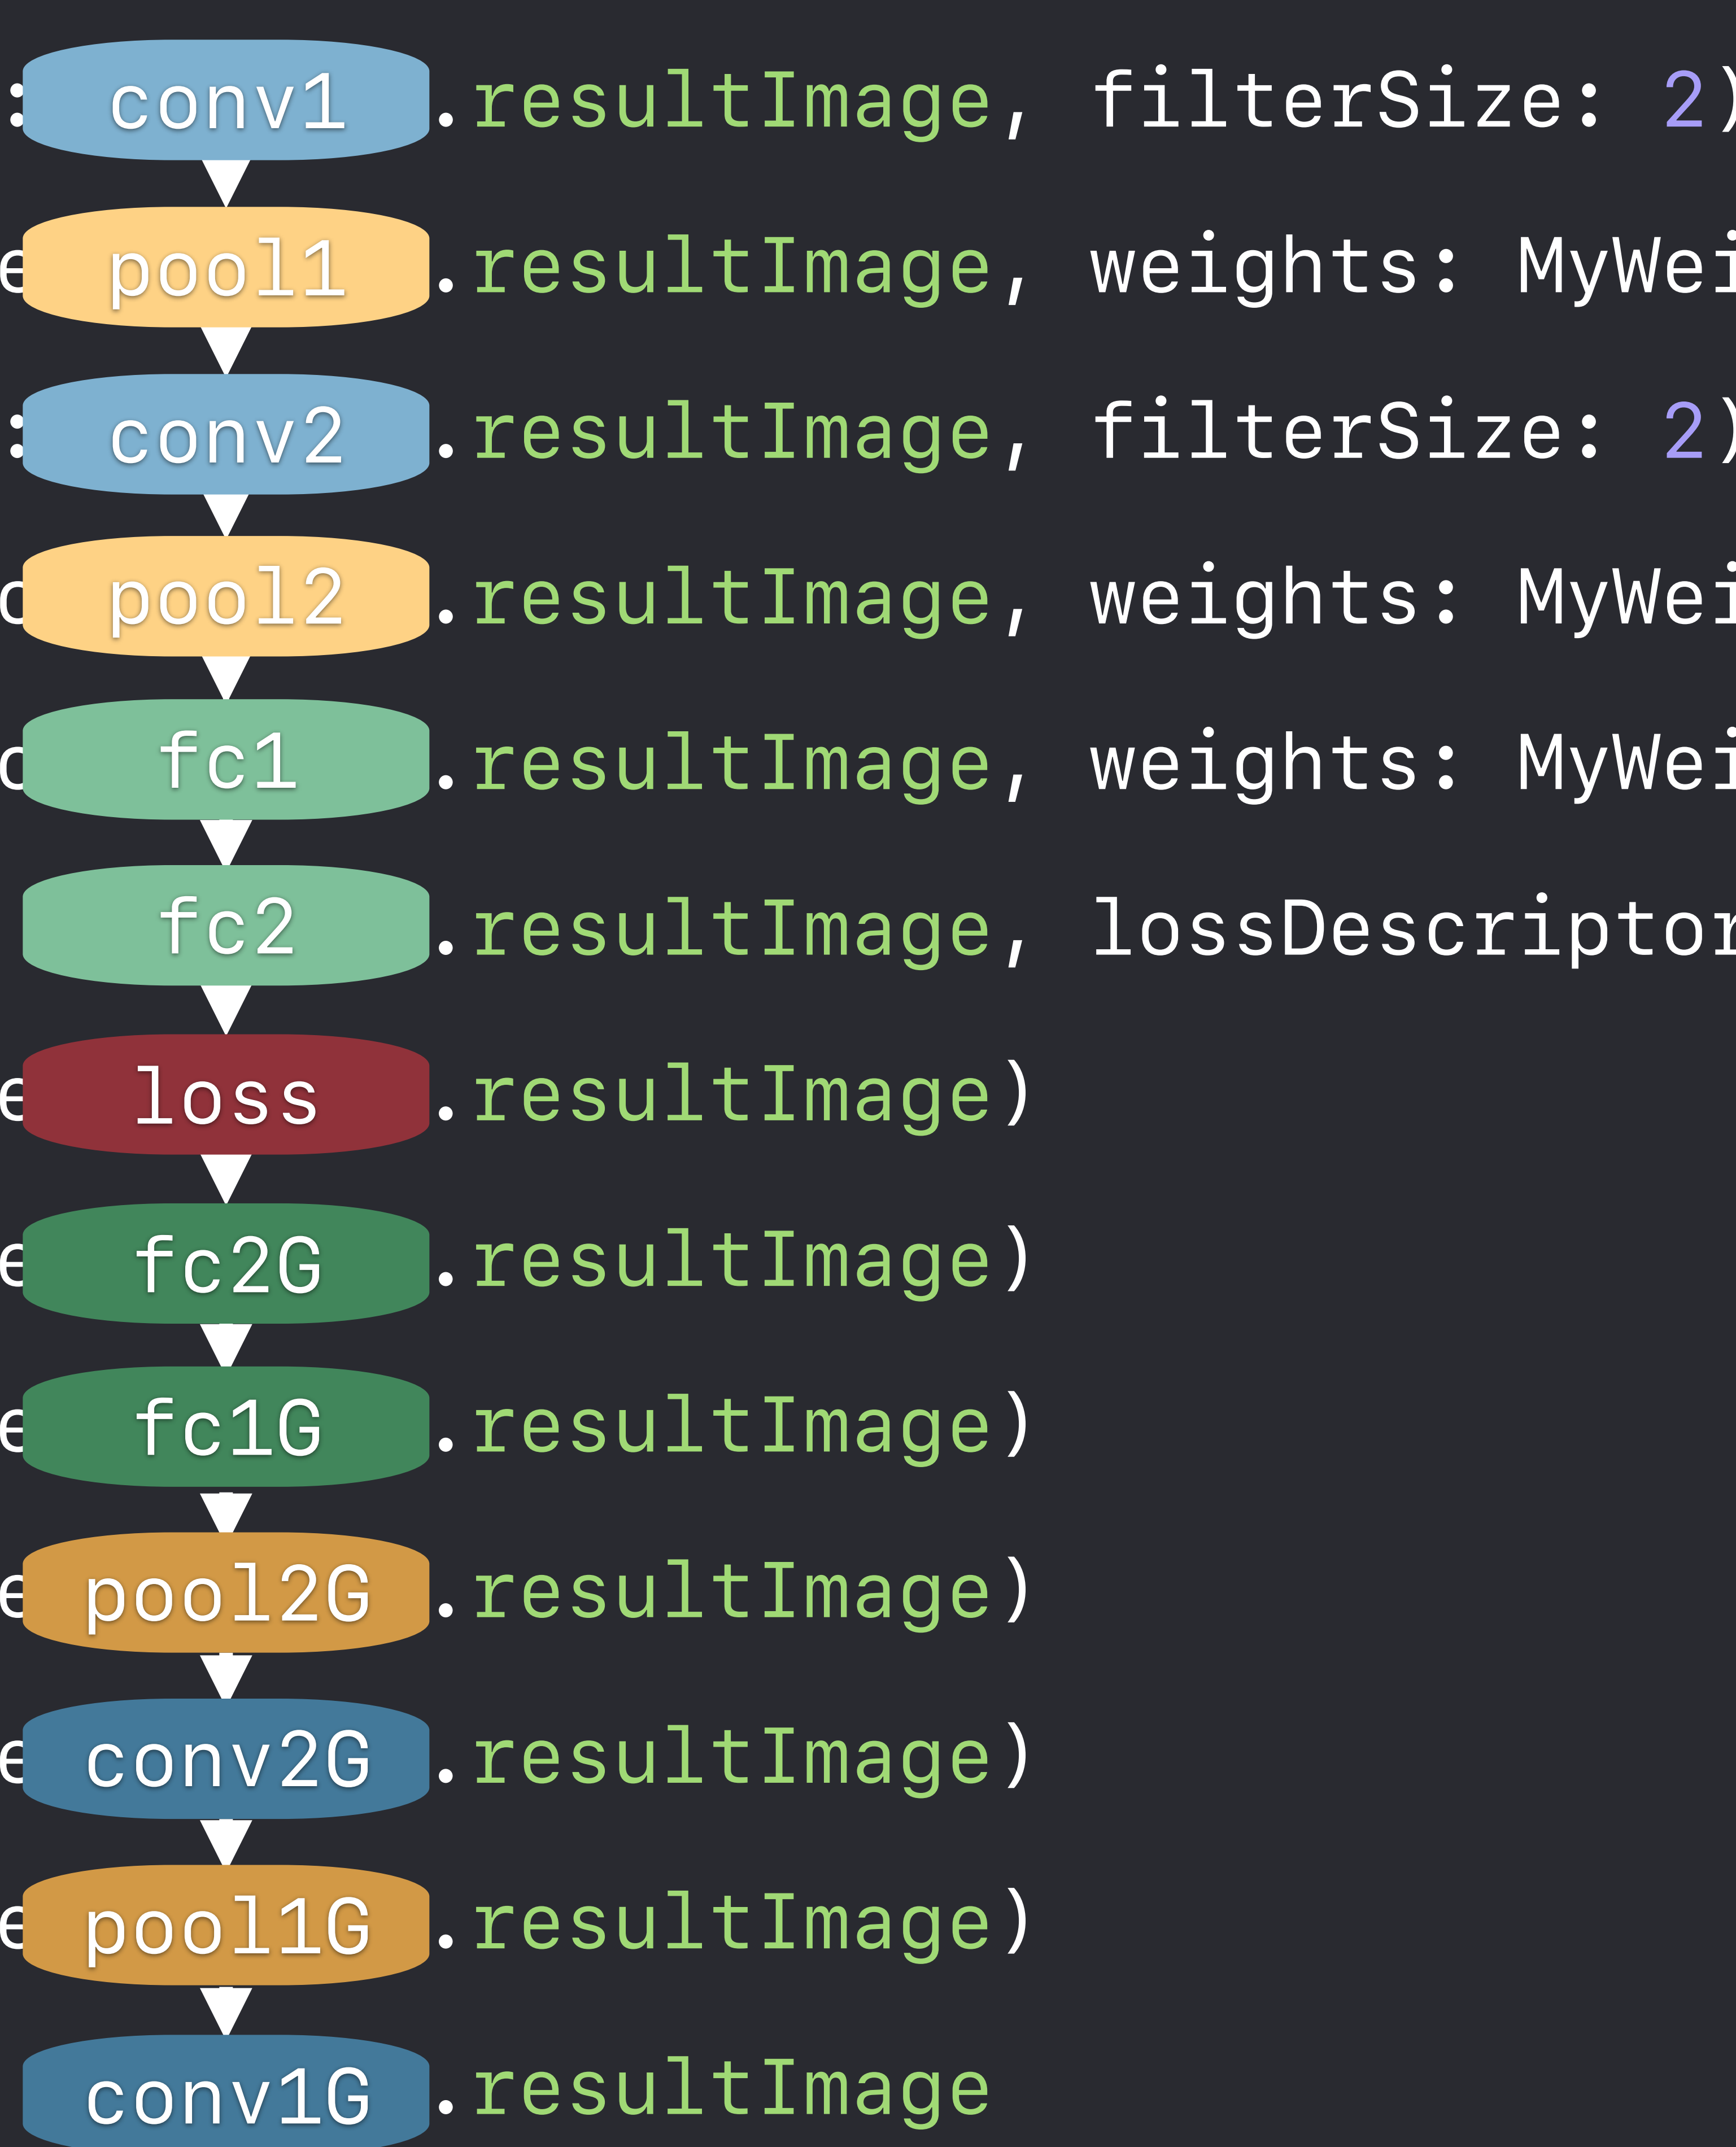 conv1.resultImage, filterSize: 2)
pool1.resultImage, weights: MyWei
conv2.resultImage, filterSize: 2)
pool2.resultImage, weights: MyWei
fc1.resultImage, weights: MyWei
fc2.resultImage, lossDescriptor
loss.resultImage)
fc2G.resultImage)
fc1G.resultImage)
pool2G.resultImage)
conv2G.resultImage)
pool1G.resultImage)
conv1G.resultImage